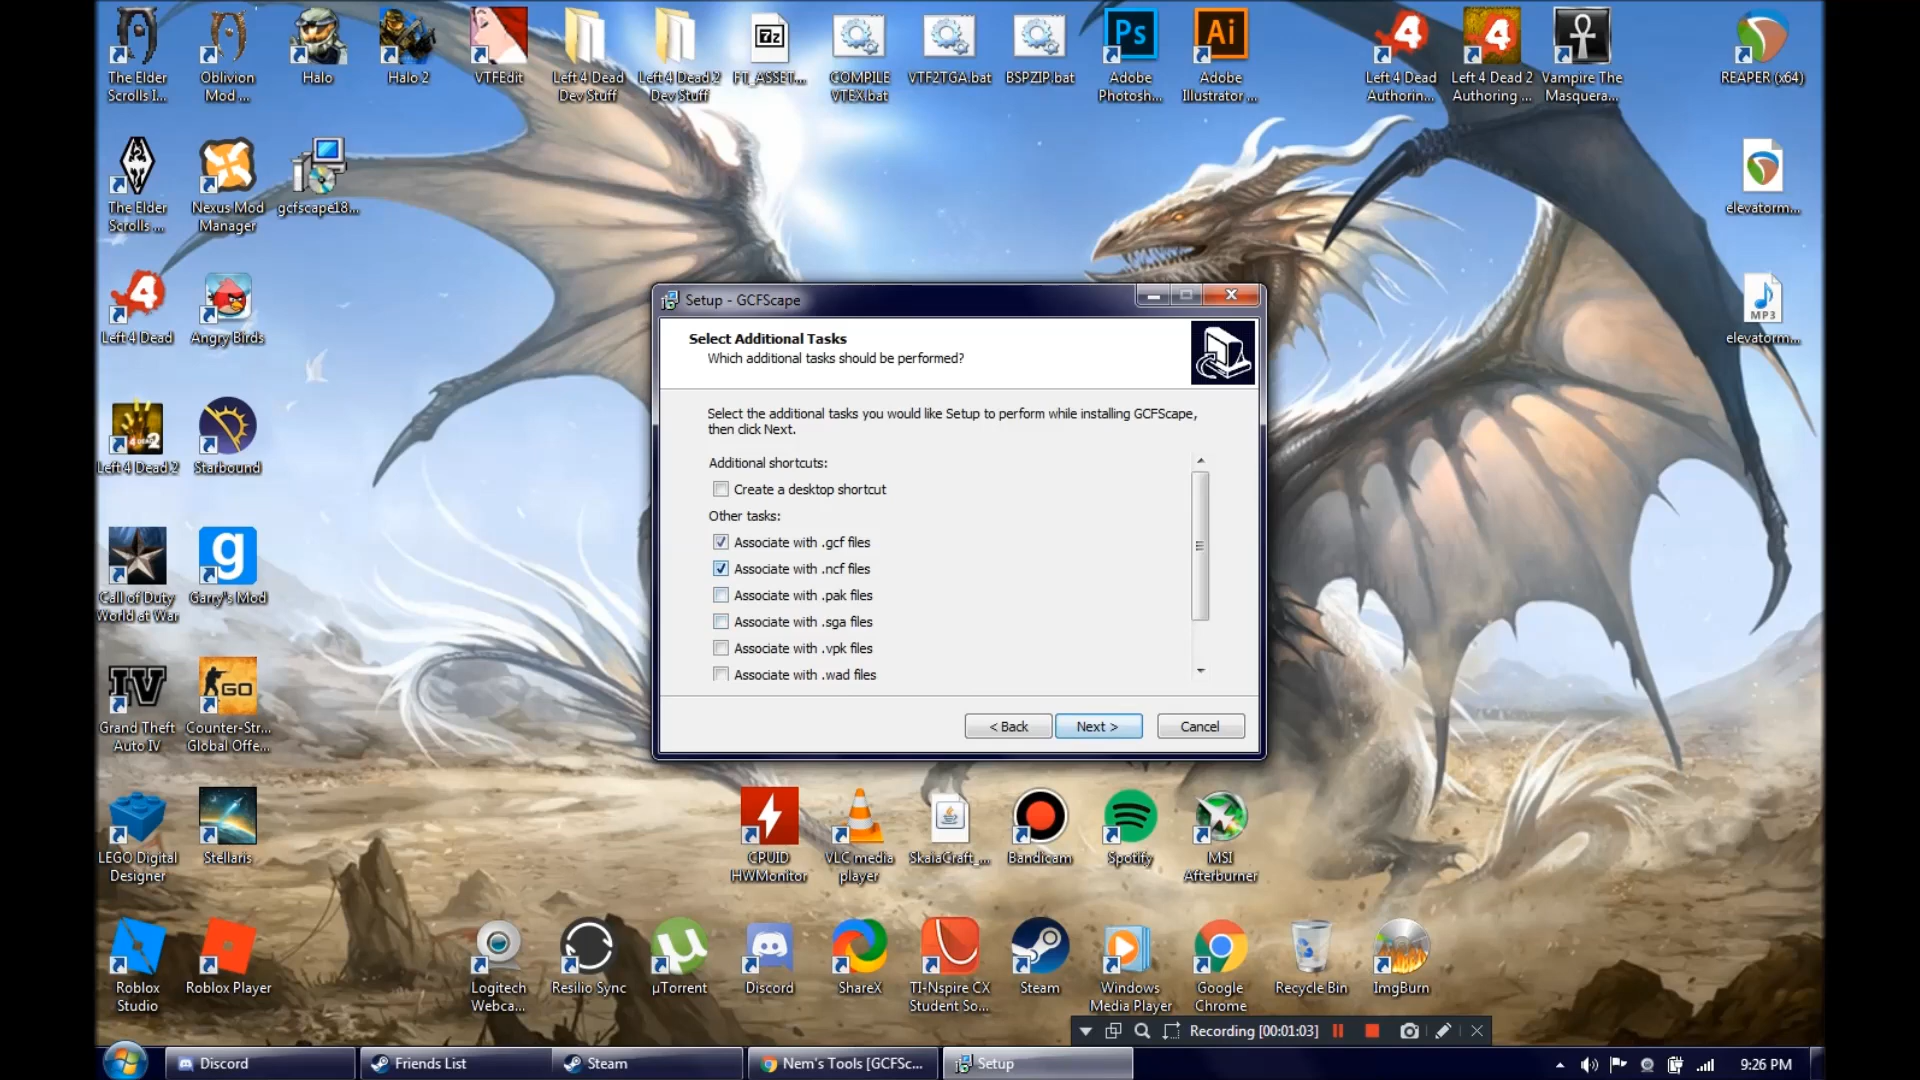 The Elder
Scrolls I...
Oblivion
Mod ...
Halo
Halo 2
VTFEdit
Left 4 Dead
Dev Stuff
Left 4 Dead 2
Dev Stuff
7z
FT_ASSET...
COMPILE
VTEX.bat
VTF2TGA.bat
BSPZIP.bat
Ps
Adobe
Photosh...
Ai
Adobe
Illustrator ...
4
Left 4 Dead
Authorin...
4
Left 4 Dead 2
Authoring ...
Vampire The
Masquera...
REAPER (x64)
The Elder
Scrolls ...
Nexus Mod
Manager
gcfscape18...
elevatorm...
4
Left 4 Dead
Angry Birds
MP3
elevatorm...
Left 4 Dead 2
Starbound
Call of Duty
World at War
g
Garry's Mod
IV
Grand Theft
Auto IV
GO
Counter-Str...
Global Offe...
LEGO Digital
Designer
Stellaris
CPUID
HWMonitor
VLC media
player
SkaiaCraft_...
Bandicam
Spotify
MSI
Afterburner
Roblox
Studio
Roblox Player
Logitech
Webca...
Resilio Sync
µ
µTorrent
Discord
ShareX
TI-Nspire CX
Student So...
Steam
Windows
Media Player
Google
Chrome
Recycle Bin
ImgBurn
Setup - GCFScape
Select Additional Tasks
Which additional tasks should be performed?
Select the additional tasks you would like Setup to perform while installing GCFScape,
then click Next.
Additional shortcuts:
Create a desktop shortcut
Other tasks:
Associate with .gcf files
Associate with .ncf files
Associate with .pak files
Associate with .sga files
Associate with .vpk files
Associate with .wad files
< Back
Next >
Cancel
Recording [00:01:03]
Discord
Friends List
Steam
Nem's Tools [GCFSc...
Setup
9:26 PM